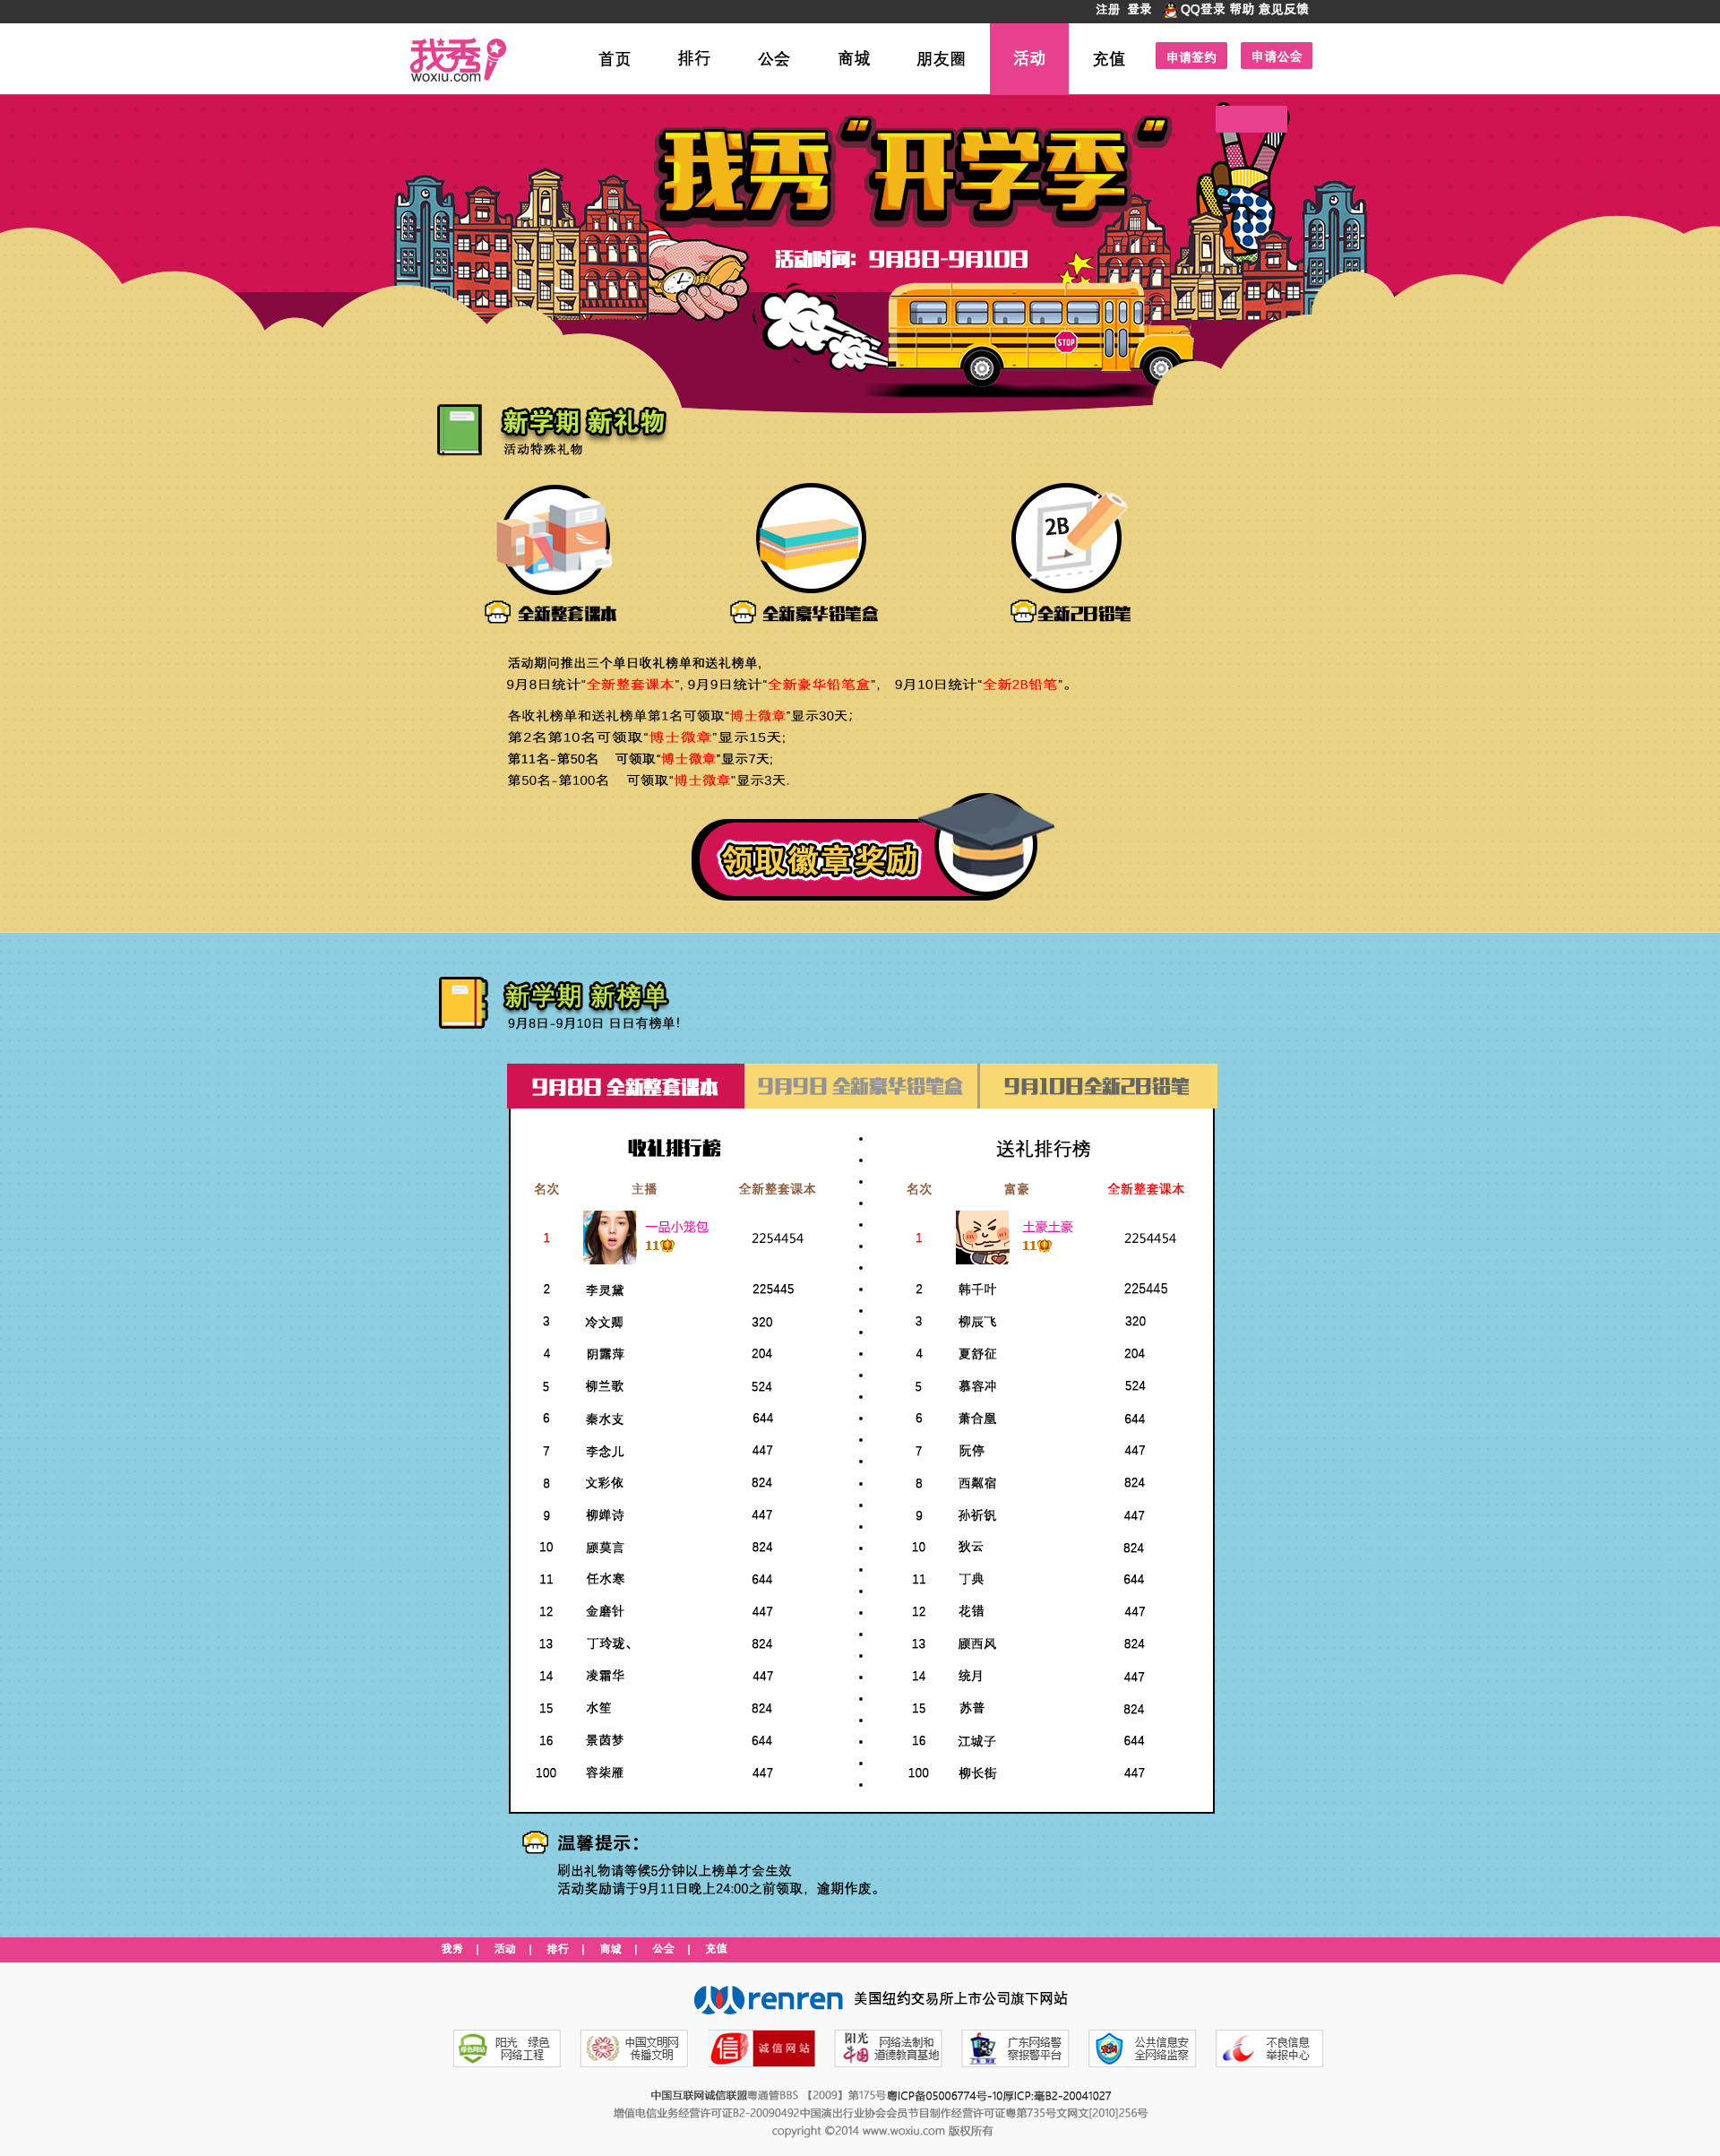 注册 登录 QQ登录 帮助 意见反馈
我秀 woxiu.com
首页 排行 公会 商城 朋友圈 活动 充值 申请签约 申请公会
我秀“开学季”
活动时间：9月8日-9月10日
STOP
新学期 新礼物
活动特殊礼物
2B
全新整套课本 全新豪华铅笔盒 全新2B铅笔
活动期问推出三个单日收礼榜单和送礼榜单,
9月8日统计“全新整套课本”, 9月9日统计“全新豪华铅笔盒”, 9月10日统计“全新2B铅笔”。
各收礼榜单和送礼榜单第1名可领取“博士微章”显示30天;
第2名第10名可领取“博士微章”显示15天;
第11名-第50名 可领取“博士微章”显示7天;
第50名-第100名 可领取“博士微章”显示3天.
领取徽章奖励
新学期 新榜单
9月8日-9月10日 日日有榜单!
9月8日 全新整套课本 9月9日 全新豪华铅笔盒 9月10日全新2B铅笔
收礼排行榜 送礼排行榜
名次 主播 全新整套课本 名次 富豪 全新整套课本
1 一品小笼包 11 2254454 1 土豪土豪 11 2254454
2 李灵黛 225445 2 韩千叶 225445
3 冷文卿 320 3 柳辰飞 320
4 阴露萍 204 4 夏舒征 204
5 柳兰歌 524 5 慕容冲 524
6 秦水支 644 6 萧合凰 644
7 李念儿 447 7 阮停 447
8 文彩依 824 8 西粼宿 824
9 柳婵诗 447 9 孙祈钒 447
10 顾莫言 824 10 狄云 824
11 任水寒 644 11 丁典 644
12 金磨针 447 12 花错 447
13 丁玲珑、 824 13 顾西风 824
14 凌霜华 447 14 统月 447
15 水笙 824 15 苏普 824
16 景茵梦 644 16 江城子 644
100 容柒雁 447 100 柳长街 447
温馨提示：
刷出礼物请等候5分钟以上榜单才会生效
活动奖励请于9月11日晚上24:00之前领取，逾期作废。
我秀 | 活动 | 排行 | 商城 | 公会 | 充值
renren 美国纽约交易所上市公司旗下网站
绿色网站 阳光 绿色 网络工程
中国文明网 传播文明
信 诚信网站
网络法制和 道德教育基地
广东网络警 察报警平台
公共信息安 全网络监察
不良信息 举报中心
中国互联网诚信联盟粤通管BBS 【2009】第175号粤ICP备05006774号-10厚ICP:毫B2-20041027
增值电信业务经营许可证B2-20090492中国演出行业协会会员节目制作经营许可证粤第735号文网文[2010]256号
copyright ©2014 www.woxiu.com 版权所有